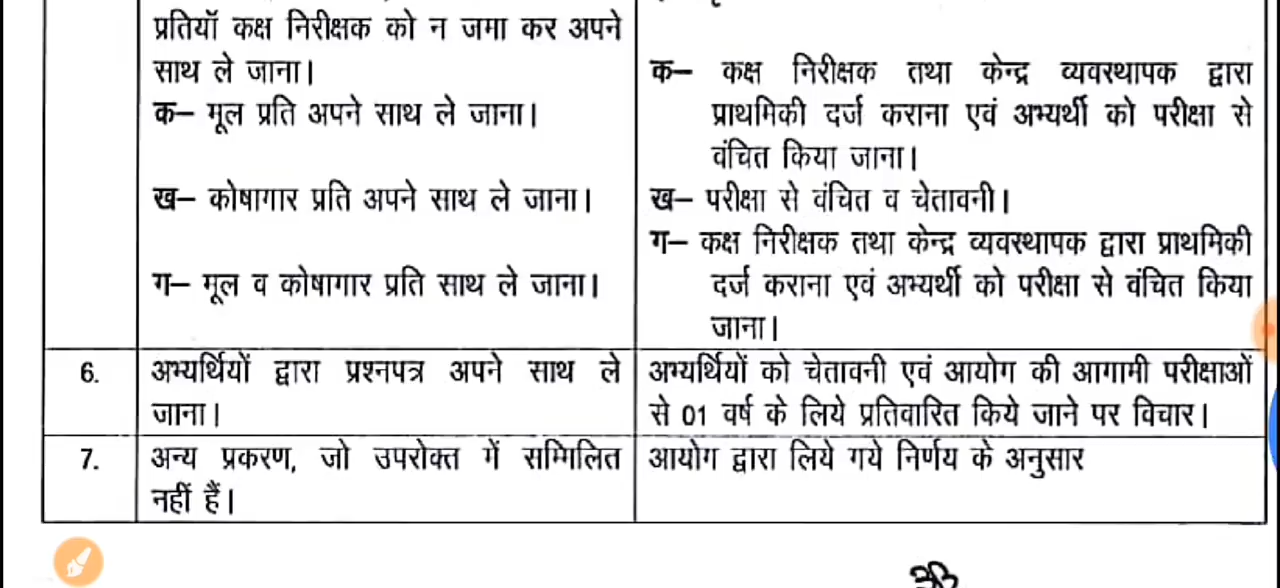 प्रतियॉ कक्ष निरीक्षक को न जमा कर अपने
साथ ले जाना।
क– मूल प्रति अपने साथ ले जाना।
ख– कोषागार प्रति अपने साथ ले जाना।
ग– मूल व कोषागार प्रति साथ ले जाना।
क– कक्ष निरीक्षक तथा केन्द्र व्यवस्थापक द्वारा
प्राथमिकी दर्ज कराना एवं अभ्यर्थी को परीक्षा से
वंचित किया जाना।
ख– परीक्षा से वंचित व चेतावनी।
ग– कक्ष निरीक्षक तथा केन्द्र व्यवस्थापक द्वारा प्राथमिकी
दर्ज कराना एवं अभ्यर्थी को परीक्षा से वंचित किया
जाना।
6.
अभ्यर्थियों द्वारा प्रश्नपत्र अपने साथ ले
जाना।
अभ्यर्थियों को चेतावनी एवं आयोग की आगामी परीक्षाओं
से 01 वर्ष के लिये प्रतिवारित किये जाने पर विचार।
7.
अन्य प्रकरण, जो उपरोक्त में सम्मिलित
नहीं हैं।
आयोग द्वारा लिये गये निर्णय के अनुसार